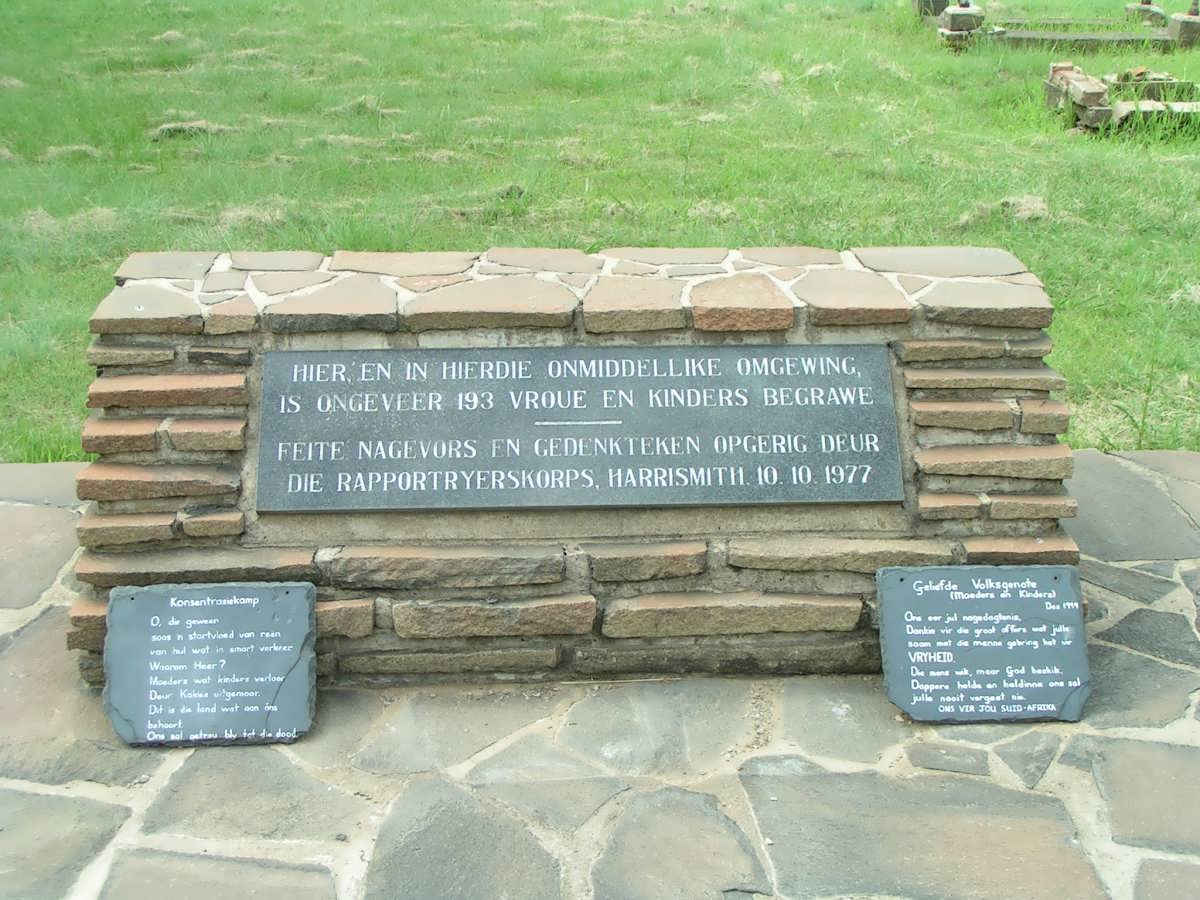 HIER, EN IN HIERDIE ONMIDDELLIKE OMGEWING,
IS ONGEVEER 193 VROUE EN KINDERS BEGRAWE
FEITE NAGEVORS EN GEDENKTEKEN OPGERIG DEUR
DIE RAPPORTRYERSKORPS, HARRISMITH. 10. 10. 1977
Konsentrasiekamp
O, die geween
soos in stortvloed van reën
van hul wat in smart verkeer
Waarom Heer?
Moeders wat kinders verloor
Deur Kakies uitgemoor.
Dit is die land wat aan óns
behoort.
Ons sal getrou bly tot die dood.
Geliefde Volksgenote
(Moeders en Kinders)
Des 1999
Ons eer jul nagedagtenis,
Dankie vir die groot offers wat julle
saam met die manne gebring het vir
VRYHEID.
Die mens wik, maar God beskik.
Dappere helde en heldinne ons sal
julle nooit vergeet nie.
ONS VIR JOU SUID-AFRIKA